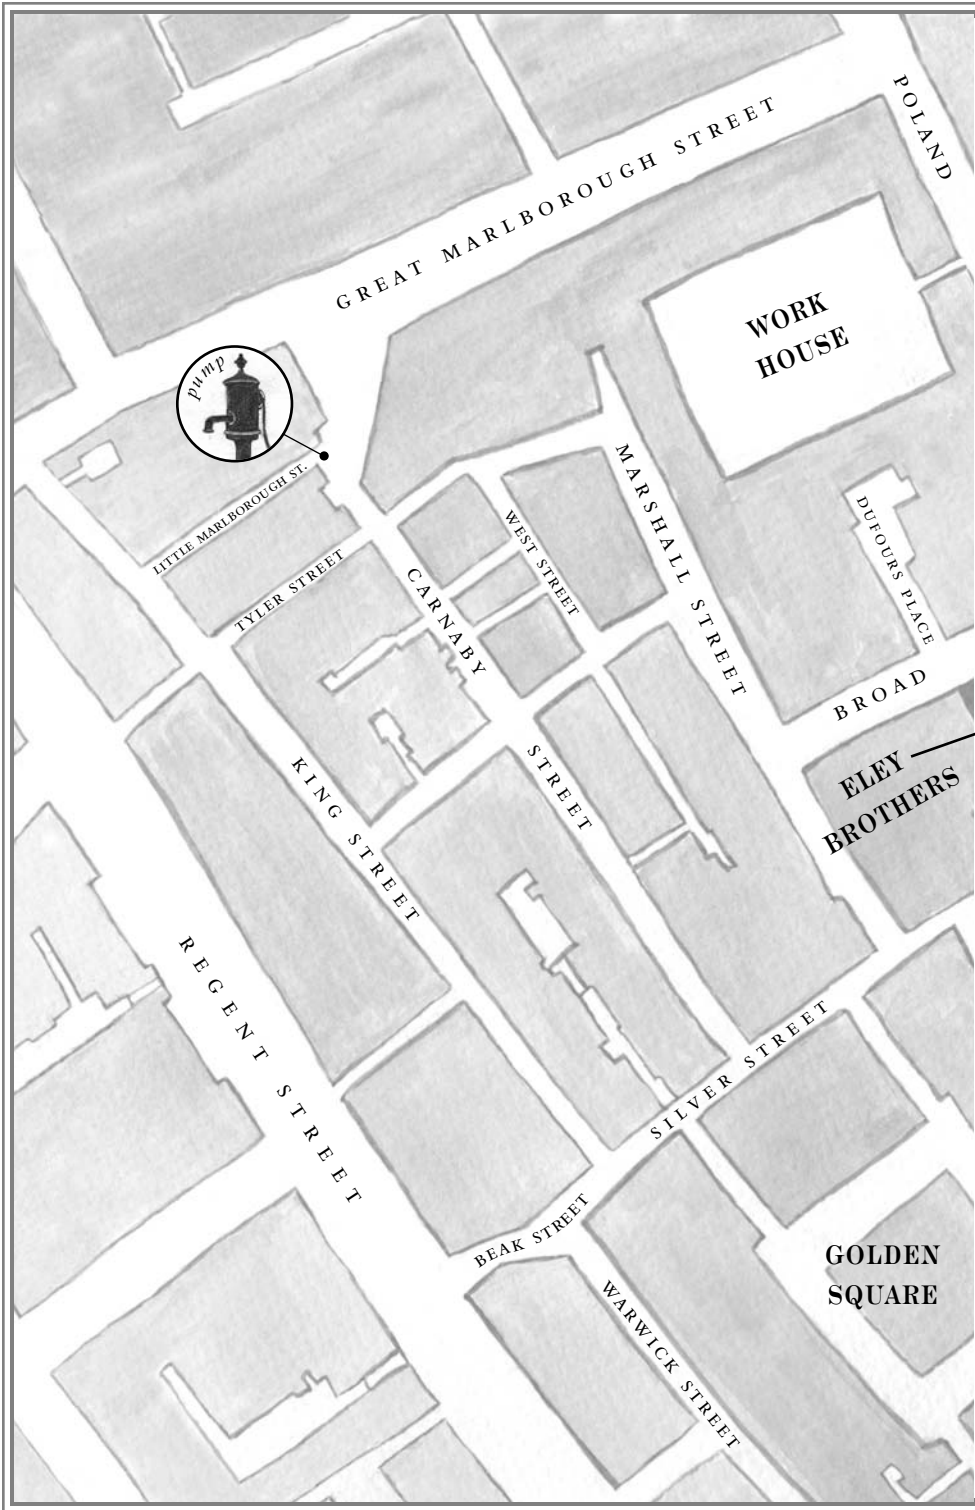 POLAND
GREAT MARLBOROUGH STREET
WORK
HOUSE
pump
LITTLE MARLBOROUGH ST.
TYLER STREET
CARNABY
STREET
WEST STREET
MARSHALL STREET
DUFOURS PLACE
BROAD
ELEY
BROTHERS
KING STREET
REGENT STREET
SILVER STREET
BEAK STREET
GOLDEN
SQUARE
WARWICK STREET